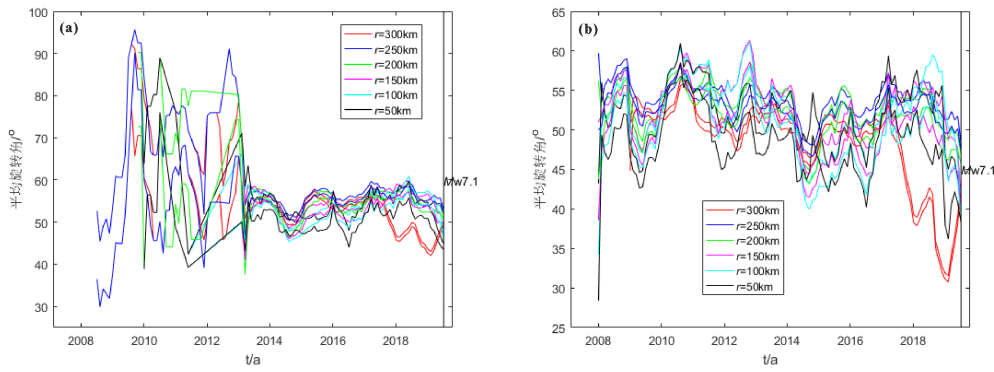 (a)
100
90
80
70
60
50
40
30
平均旋转角/°
2008
2010
2012
2014
2016
2018
t/a
r=300km
r=250km
r=200km
r=150km
r=100km
r=50km
Mw7.1
(b)
65
60
55
50
45
40
35
30
25
平均旋转角/°
2008
2010
2012
2014
2016
2018
t/a
r=300km
r=250km
r=200km
r=150km
r=100km
r=50km
Mw7.1